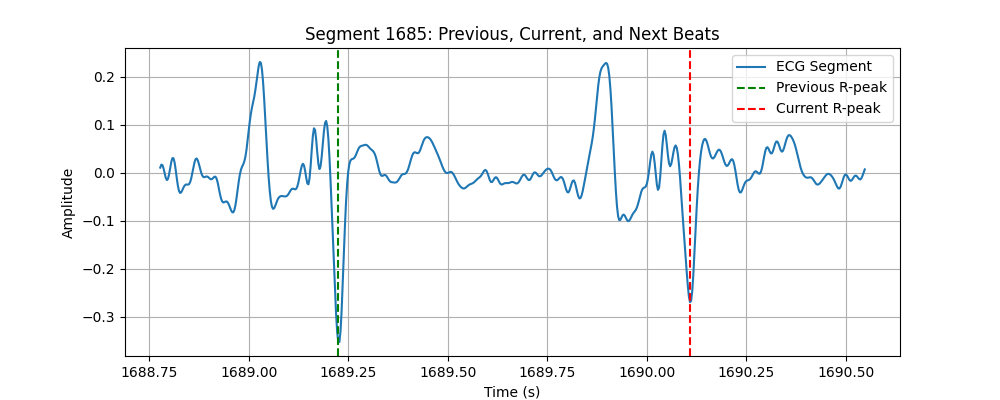 Segment 1685: Previous, Current, and Next Beats
ECG Segment
Previous R-peak
Current R-peak
Amplitude
0.2
0.1
0.0
−0.1
−0.2
−0.3
1688.75 1689.00 1689.25 1689.50 1689.75 1690.00 1690.25 1690.50
Time (s)